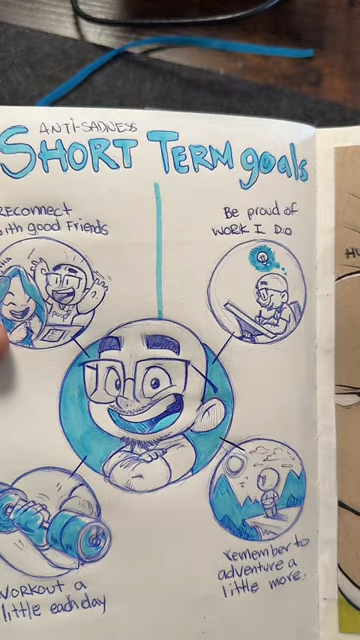 ANTI-SADNESS
SHORT TERM goals
RECONNECT
with good Friends
Be proud of
WORK I DO
WORKOUT a
little each day
remember to
adventure a
little more.